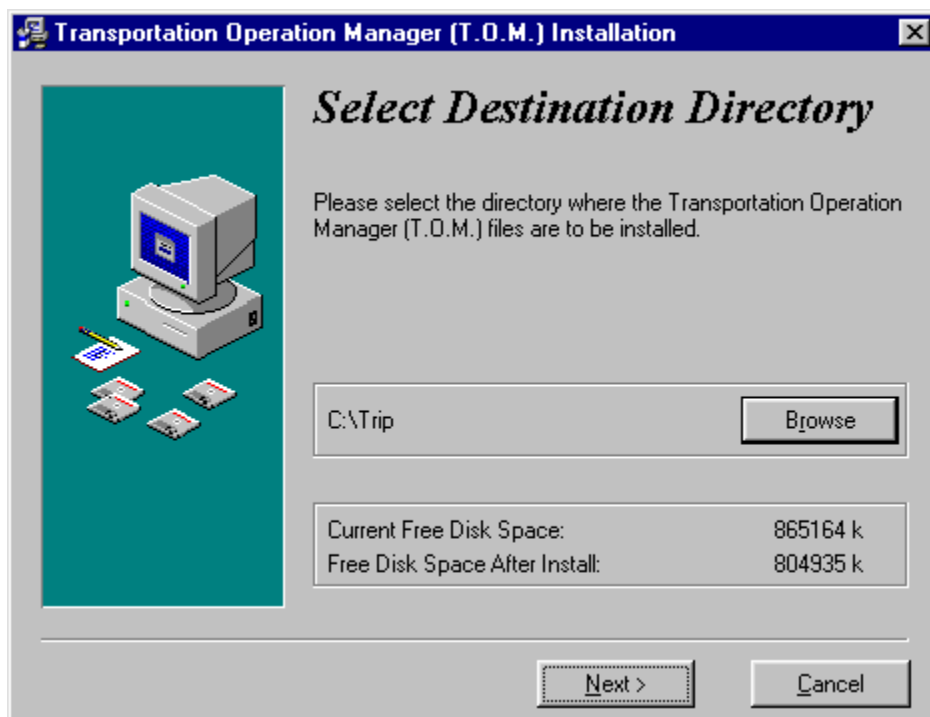 Transportation Operation Manager (T.O.M.) Installation
Select Destination Directory
Please select the directory where the Transportation Operation
Manager (T.O.M.) files are to be installed.
C:\Trip
Browse
Current Free Disk Space: 865164 k
Free Disk Space After Install: 804935 k
Next >
Cancel